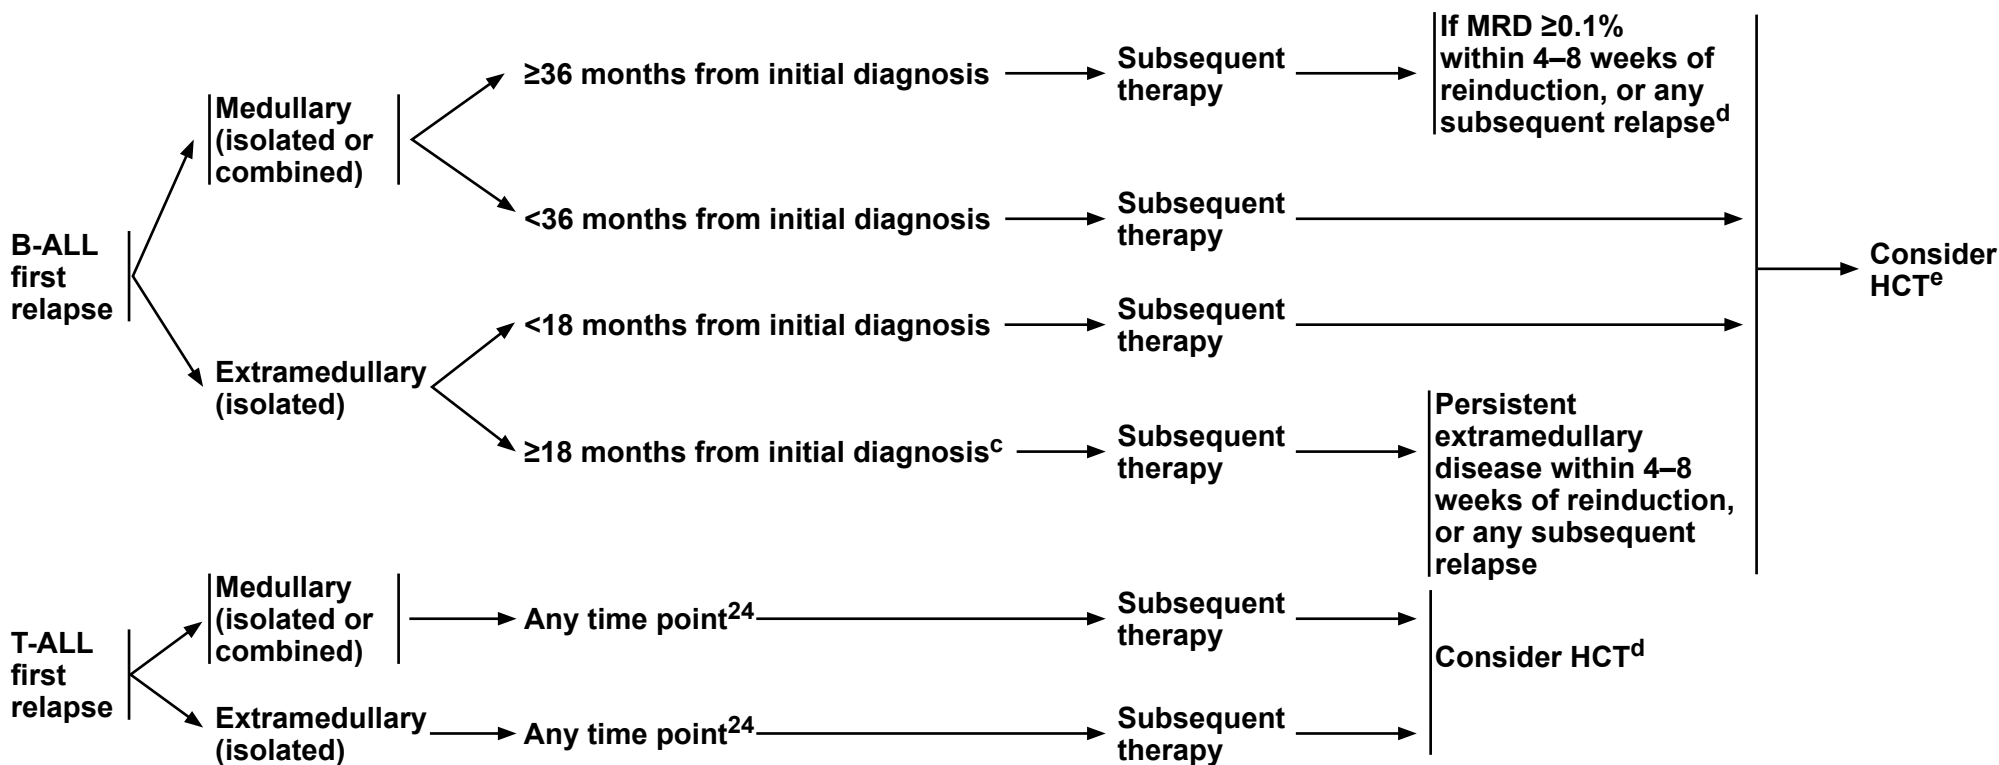 B-ALL
first
relapse
Medullary
(isolated or
combined)
≥36 months from initial diagnosis
Subsequent
therapy
If MRD ≥0.1%
within 4–8 weeks of
reinduction, or any
subsequent relapse^d
<36 months from initial diagnosis
Subsequent
therapy
Extramedullary
(isolated)
<18 months from initial diagnosis
Subsequent
therapy
≥18 months from initial diagnosis^c
Subsequent
therapy
Persistent
extramedullary
disease within 4–8
weeks of reinduction,
or any subsequent
relapse
Consider
HCT^e
T-ALL
first
relapse
Medullary
(isolated or
combined)
Any time point^24
Subsequent
therapy
Extramedullary
(isolated)
Any time point^24
Subsequent
therapy
Consider HCT^d